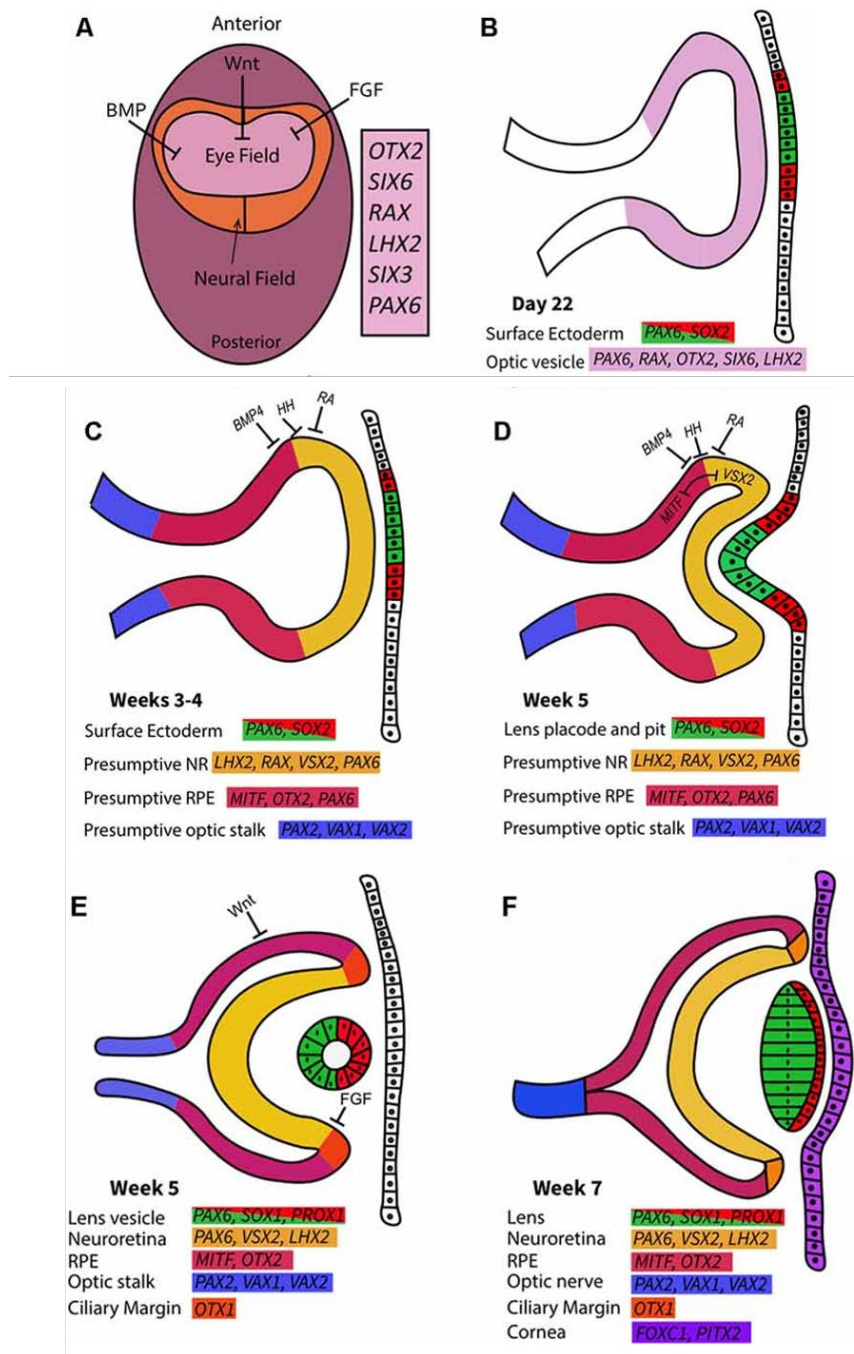 A
Anterior
Wnt
BMP
FGF
Eye Field
Neural Field
Posterior
OTX2
SIX6
RAX
LHX2
SIX3
PAX6
B
Day 22
Surface Ectoderm PAX6, SOX2
Optic vesicle PAX6, RAX, OTX2, SIX6, LHX2
C
BMP4
HH
RA
Weeks 3-4
Surface Ectoderm PAX6, SOX2
Presumptive NR LHX2, RAX, VSX2, PAX6
Presumptive RPE MITF, OTX2, PAX6
Presumptive optic stalk PAX2, VAX1, VAX2
D
BMP4
HH
RA
MITF
VSX2
Week 5
Lens placode and pit PAX6, SOX2
Presumptive NR LHX2, RAX, VSX2, PAX6
Presumptive RPE MITF, OTX2, PAX6
Presumptive optic stalk PAX2, VAX1, VAX2
E
Wnt
FGF
Week 5
Lens vesicle PAX6, SOX1, PROX1
Neuroretina PAX6, VSX2, LHX2
RPE MITF, OTX2
Optic stalk PAX2, VAX1, VAX2
Ciliary Margin OTX1
F
Week 7
Lens PAX6, SOX1, PROX1
Neuroretina PAX6, VSX2, LHX2
RPE MITF, OTX2
Optic nerve PAX2, VAX1, VAX2
Ciliary Margin OTX1
Cornea FOXC1, PITX2